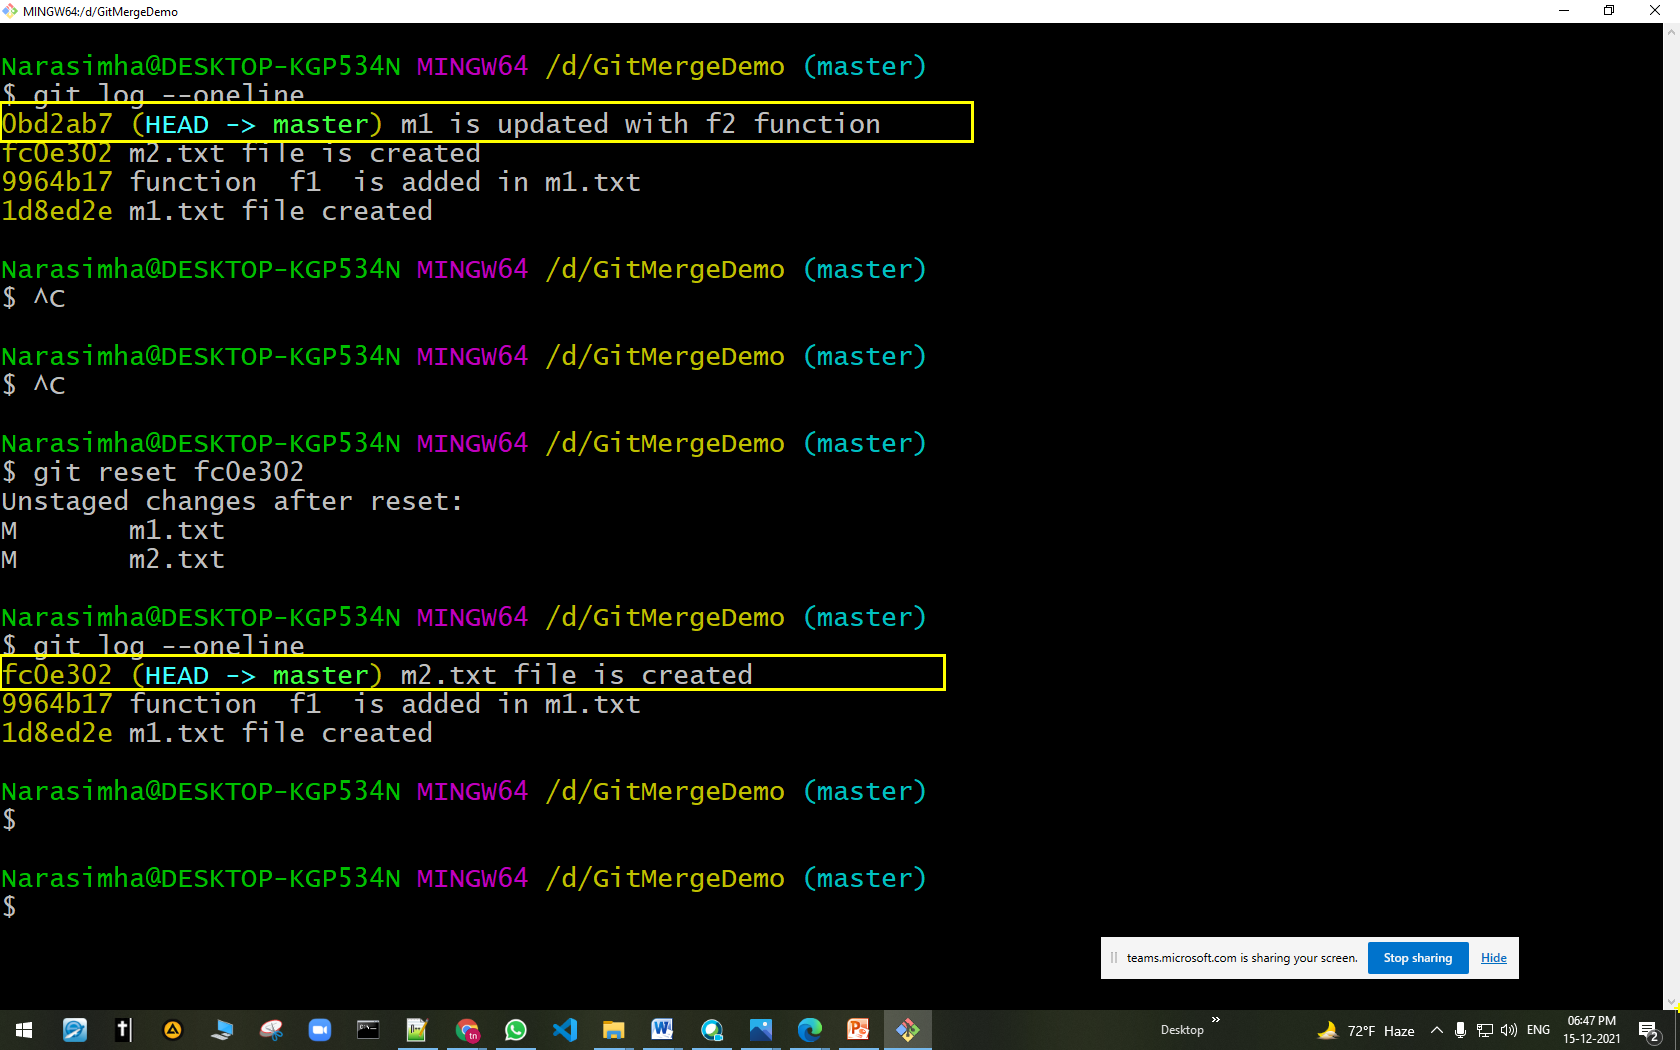 MINGW64:/d/GitMergeDemo
Narasimha@DESKTOP-KGP534N MINGW64 /d/GitMergeDemo (master)
$ git log --oneline
0bd2ab7 (HEAD -> master) m1 is updated with f2 function
fc0e302 m2.txt file is created
9964b17 function  f1  is added in m1.txt
1d8ed2e m1.txt file created
Narasimha@DESKTOP-KGP534N MINGW64 /d/GitMergeDemo (master)
$ ^C
Narasimha@DESKTOP-KGP534N MINGW64 /d/GitMergeDemo (master)
$ ^C
Narasimha@DESKTOP-KGP534N MINGW64 /d/GitMergeDemo (master)
$ git reset fc0e302
Unstaged changes after reset:
M       m1.txt
M       m2.txt
Narasimha@DESKTOP-KGP534N MINGW64 /d/GitMergeDemo (master)
$ git log --oneline
fc0e302 (HEAD -> master) m2.txt file is created
9964b17 function  f1  is added in m1.txt
1d8ed2e m1.txt file created
Narasimha@DESKTOP-KGP534N MINGW64 /d/GitMergeDemo (master)
$
Narasimha@DESKTOP-KGP534N MINGW64 /d/GitMergeDemo (master)
$
teams.microsoft.com is sharing your screen. Stop sharing Hide
Desktop » 72°F Haze ENG 06:47 PM
15-12-2021 2